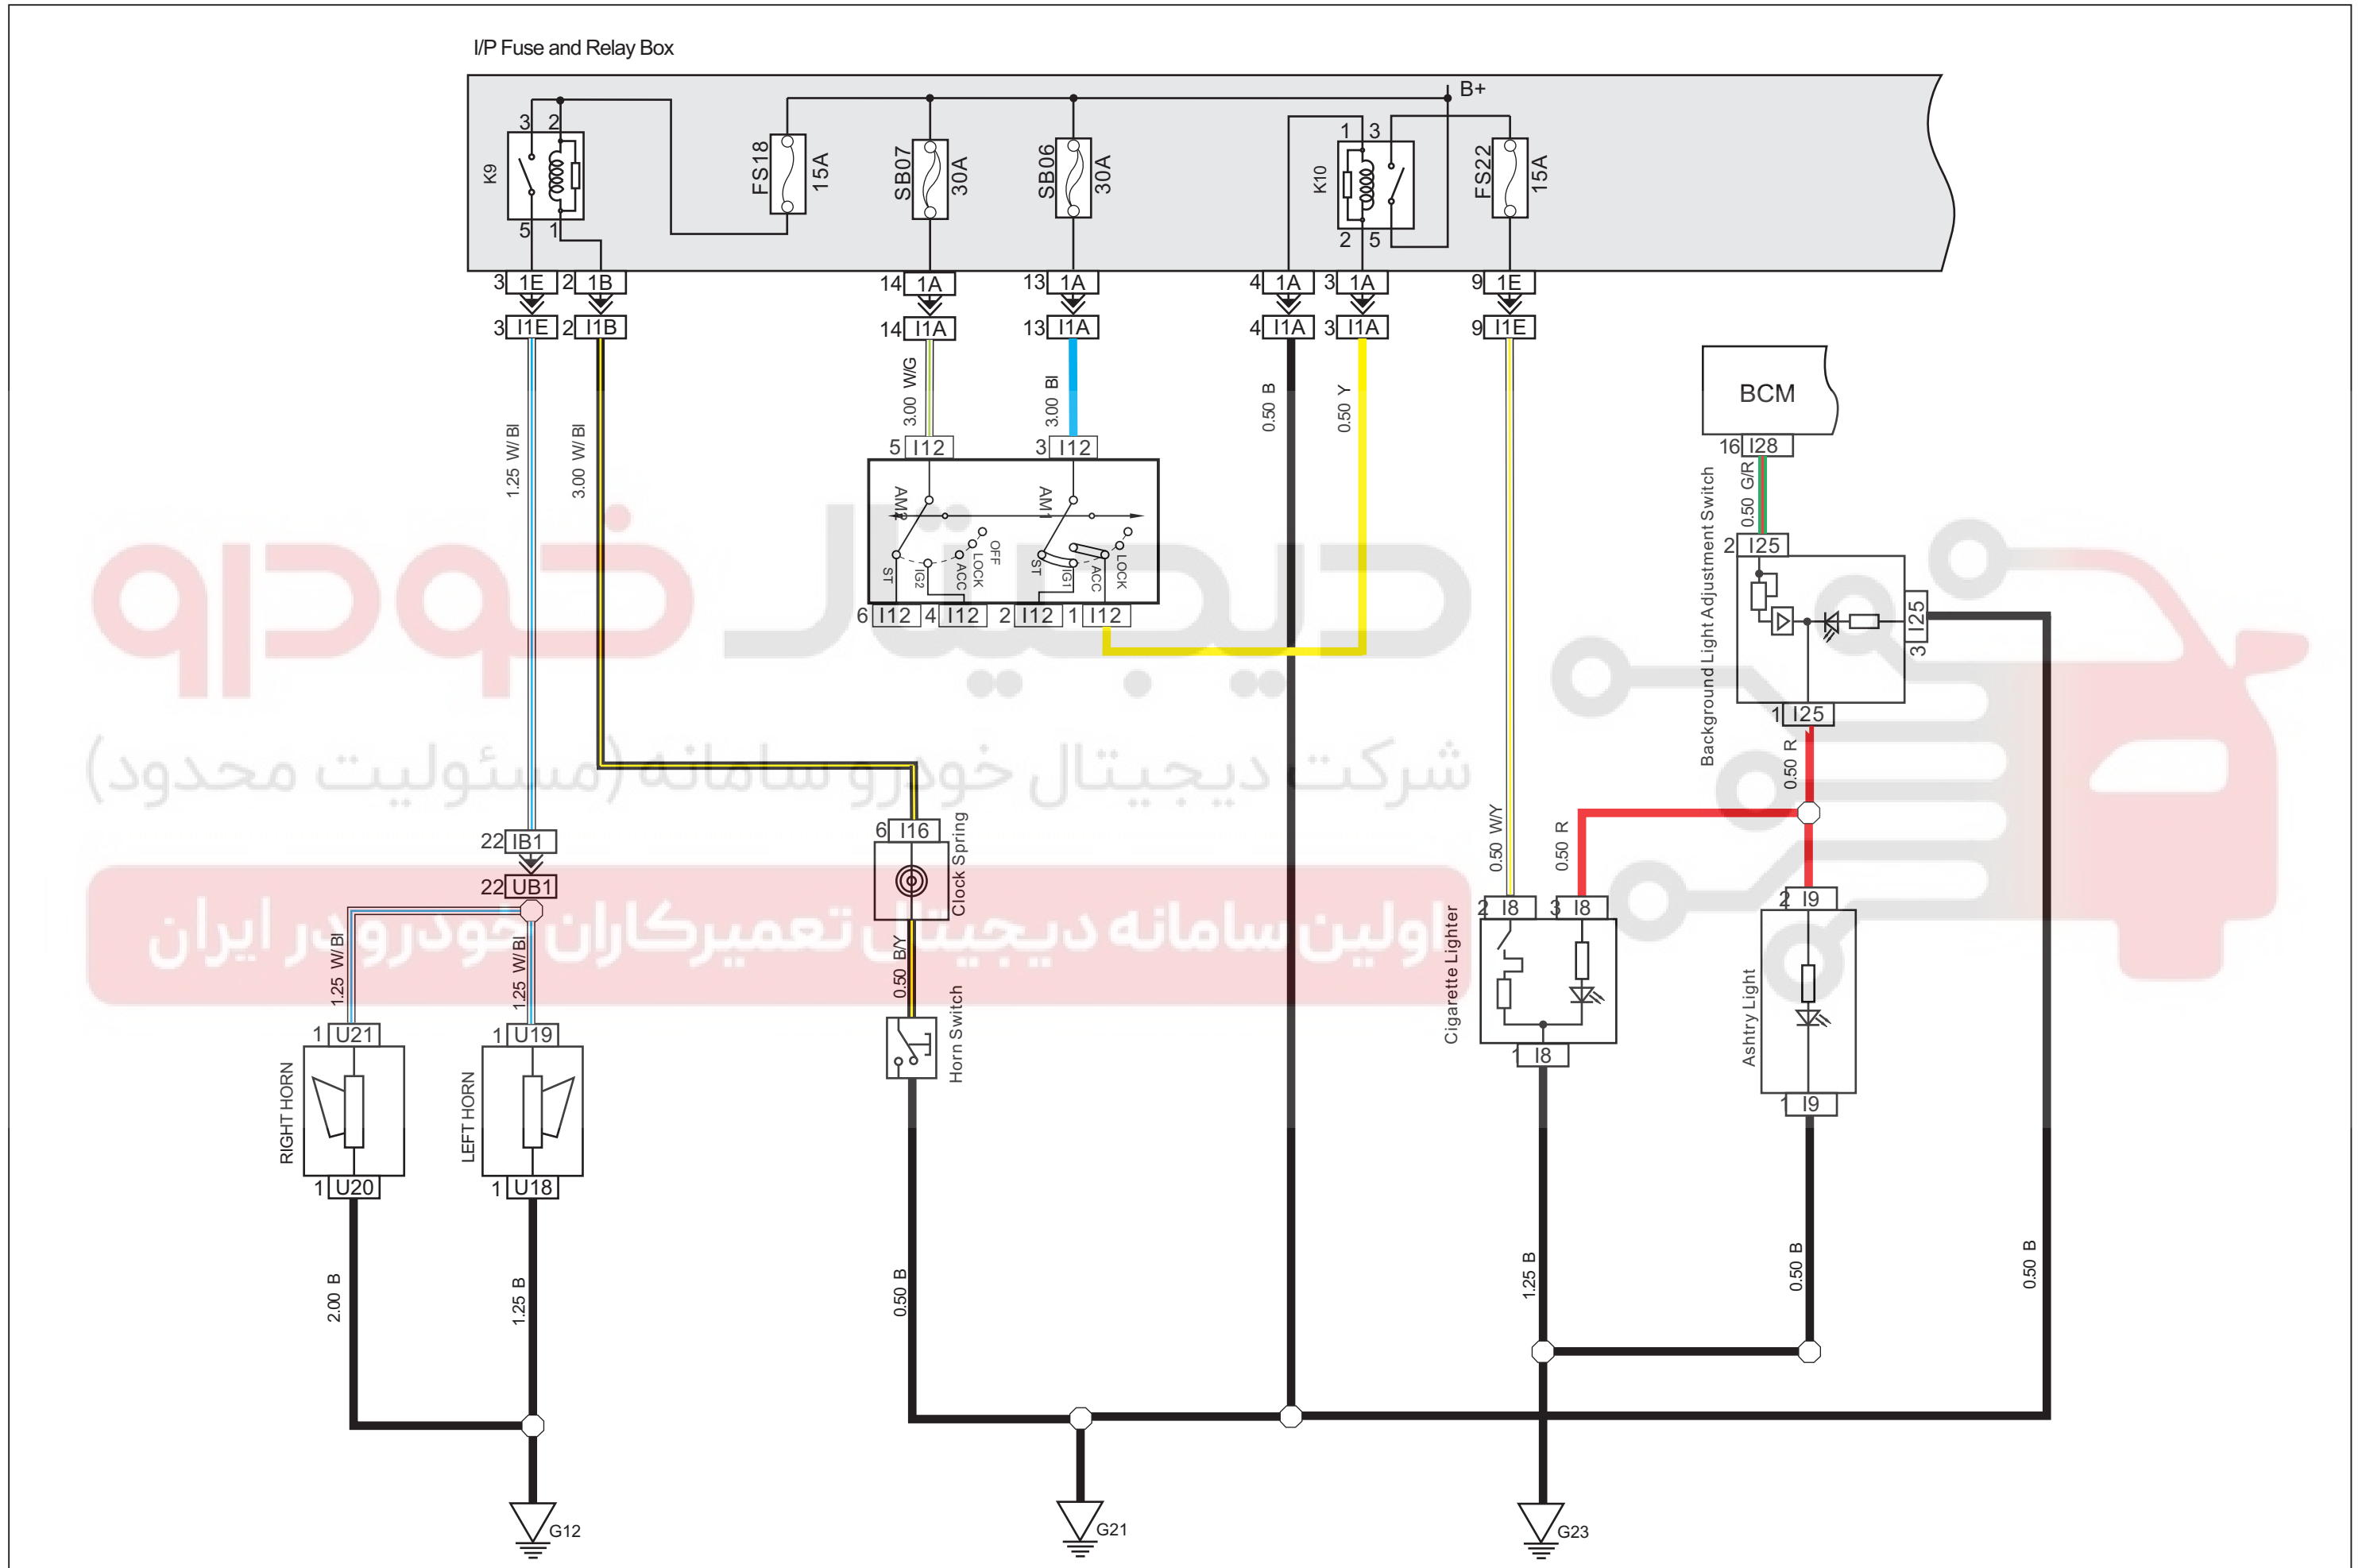 I/P Fuse and Relay Box
B+
3 2
K9
5 1
FS18 15A
SB07 30A
SB06 30A
1 3
K10
2 5
FS22 15A
3 1E
2 1B
14 1A
13 1A
4 1A
3 1A
9 1E
3 I1E
2 I1B
14 I1A
13 I1A
4 I1A
3 I1A
9 I1E
1.25 W/BI
3.00 W/BI
3.00 W/G
3.00 BI
0.50 B
0.50 Y
BCM
16 I28
0.50 G/R
5 I12
3 I12
AM2
AM1
ST
IG2
ACC
LOCK
OFF
ST
IG1
ACC
LOCK
6 I12
4 I12
2 I12
1 I12
Background Light Adjustment Switch
2 I25
3 I25
1 I25
دیجیتال خودرو
شرکت دیجیتال خودرو سامانه (مسئولیت محدود)
اولین سامانه دیجیتال تعمیرکاران خودرو در ایران
0.50 R
0.50 W/Y
0.50 R
22 IB1
22 UB1
6 I16
Clock Spring
0.50 B/Y
Horn Switch
1.25 W/BI
1.25 W/BI
1 U21
1 U19
RIGHT HORN
LEFT HORN
1 U20
1 U18
2 I8
3 I8
Cigarette Lighter
1 I8
2 I9
Ashtry Light
1 I9
2.00 B
1.25 B
0.50 B
1.25 B
0.50 B
0.50 B
G12
G21
G23